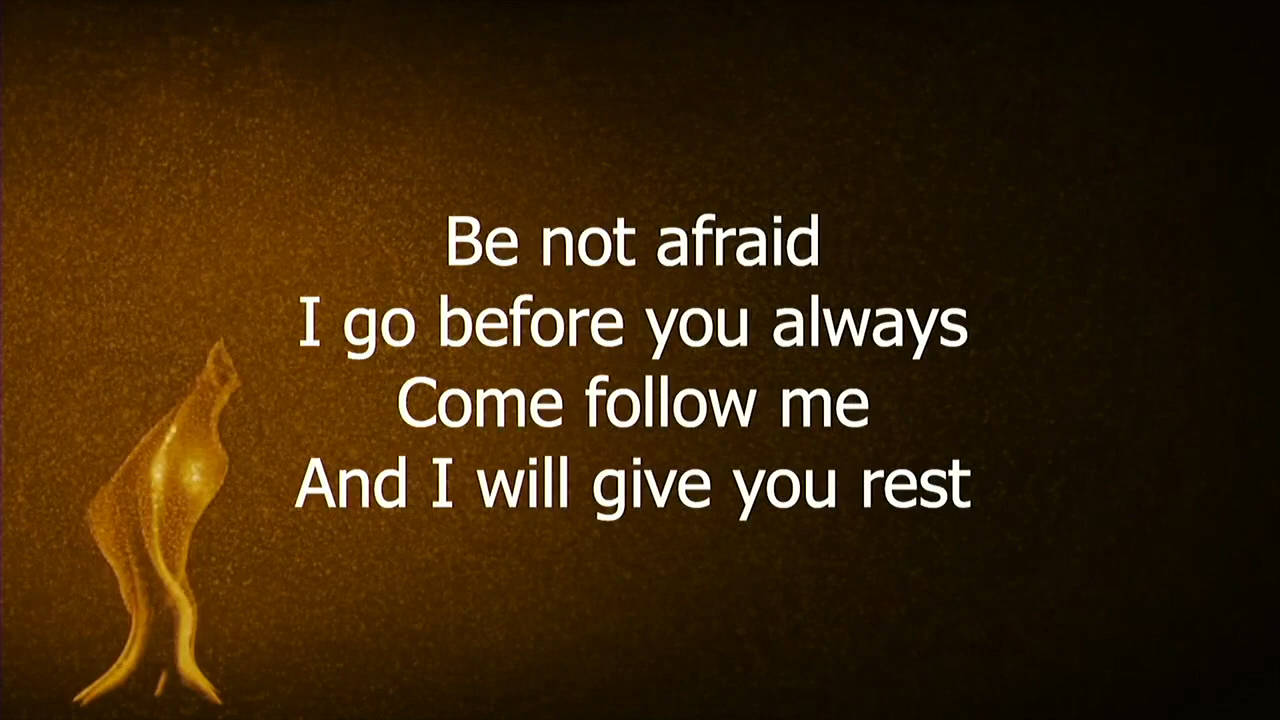 Be not afraid
I go before you always
Come follow me
And I will give you rest